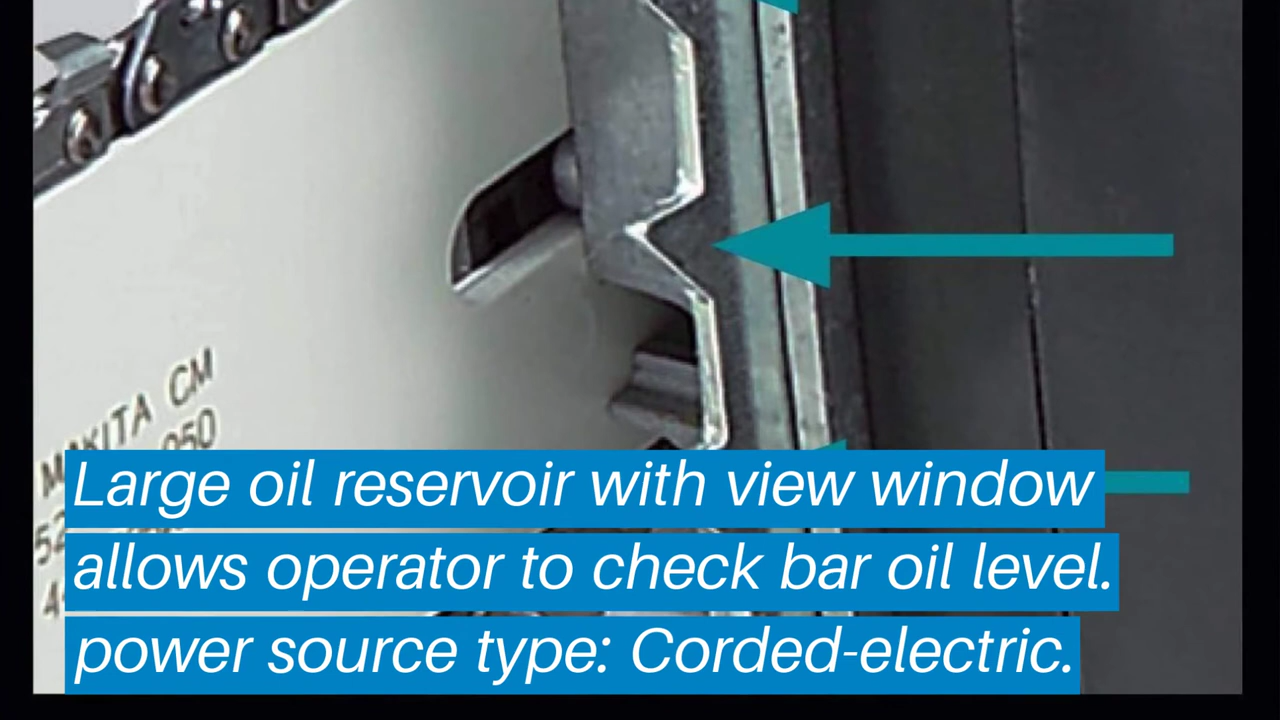 MAKITA CM
050
Large oil reservoir with view window
allows operator to check bar oil level.
power source type: Corded-electric.